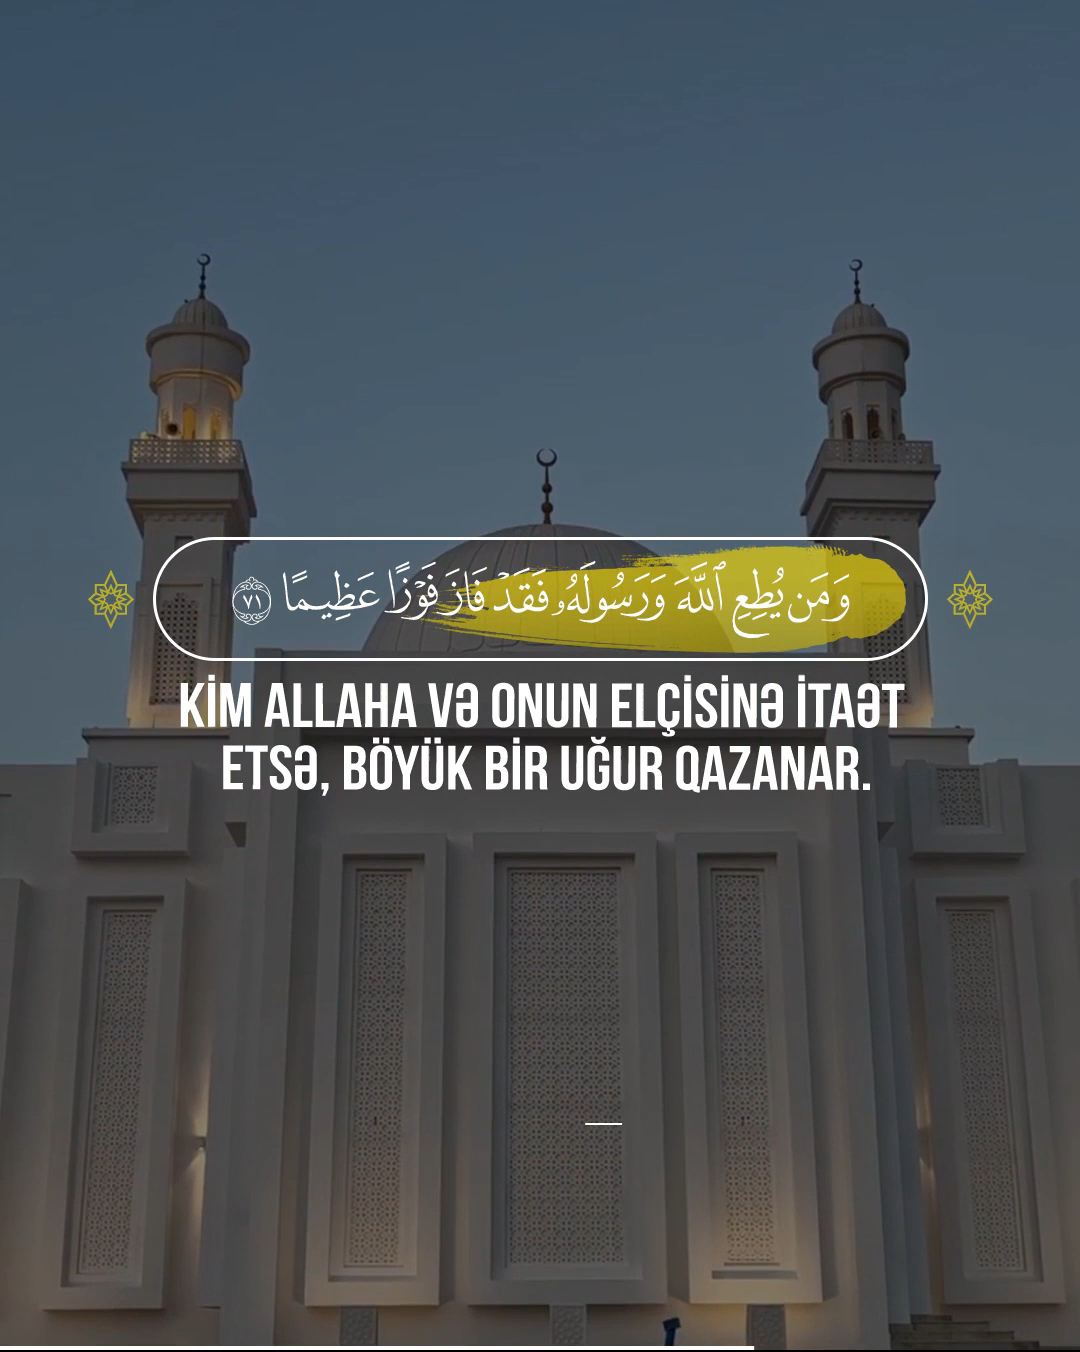 وَمَن يُطِعِ ٱللَّهَ وَرَسُولَهُۥ فَقَدۡ فَازَ فَوۡزًا عَظِيمًا ٧١
KİM ALLAHA VƏ ONUN ELÇİSİNƏ İTAƏT
ETSƏ, BÖYÜK BİR UĞUR QAZANAR.